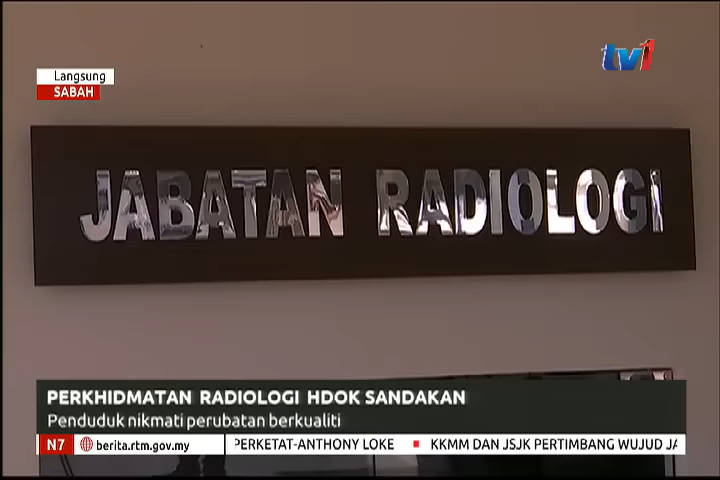 tv1
Langsung
SABAH
JABATAN RADIOLOGI
PERKHIDMATAN RADIOLOGI HDOK SANDAKAN
Penduduk nikmati perubatan berkualiti
N7 berita.rtm.gov.my PERKETAT-ANTHONY LOKE ▪ KKMM DAN JSJK PERTIMBANG WUJUD